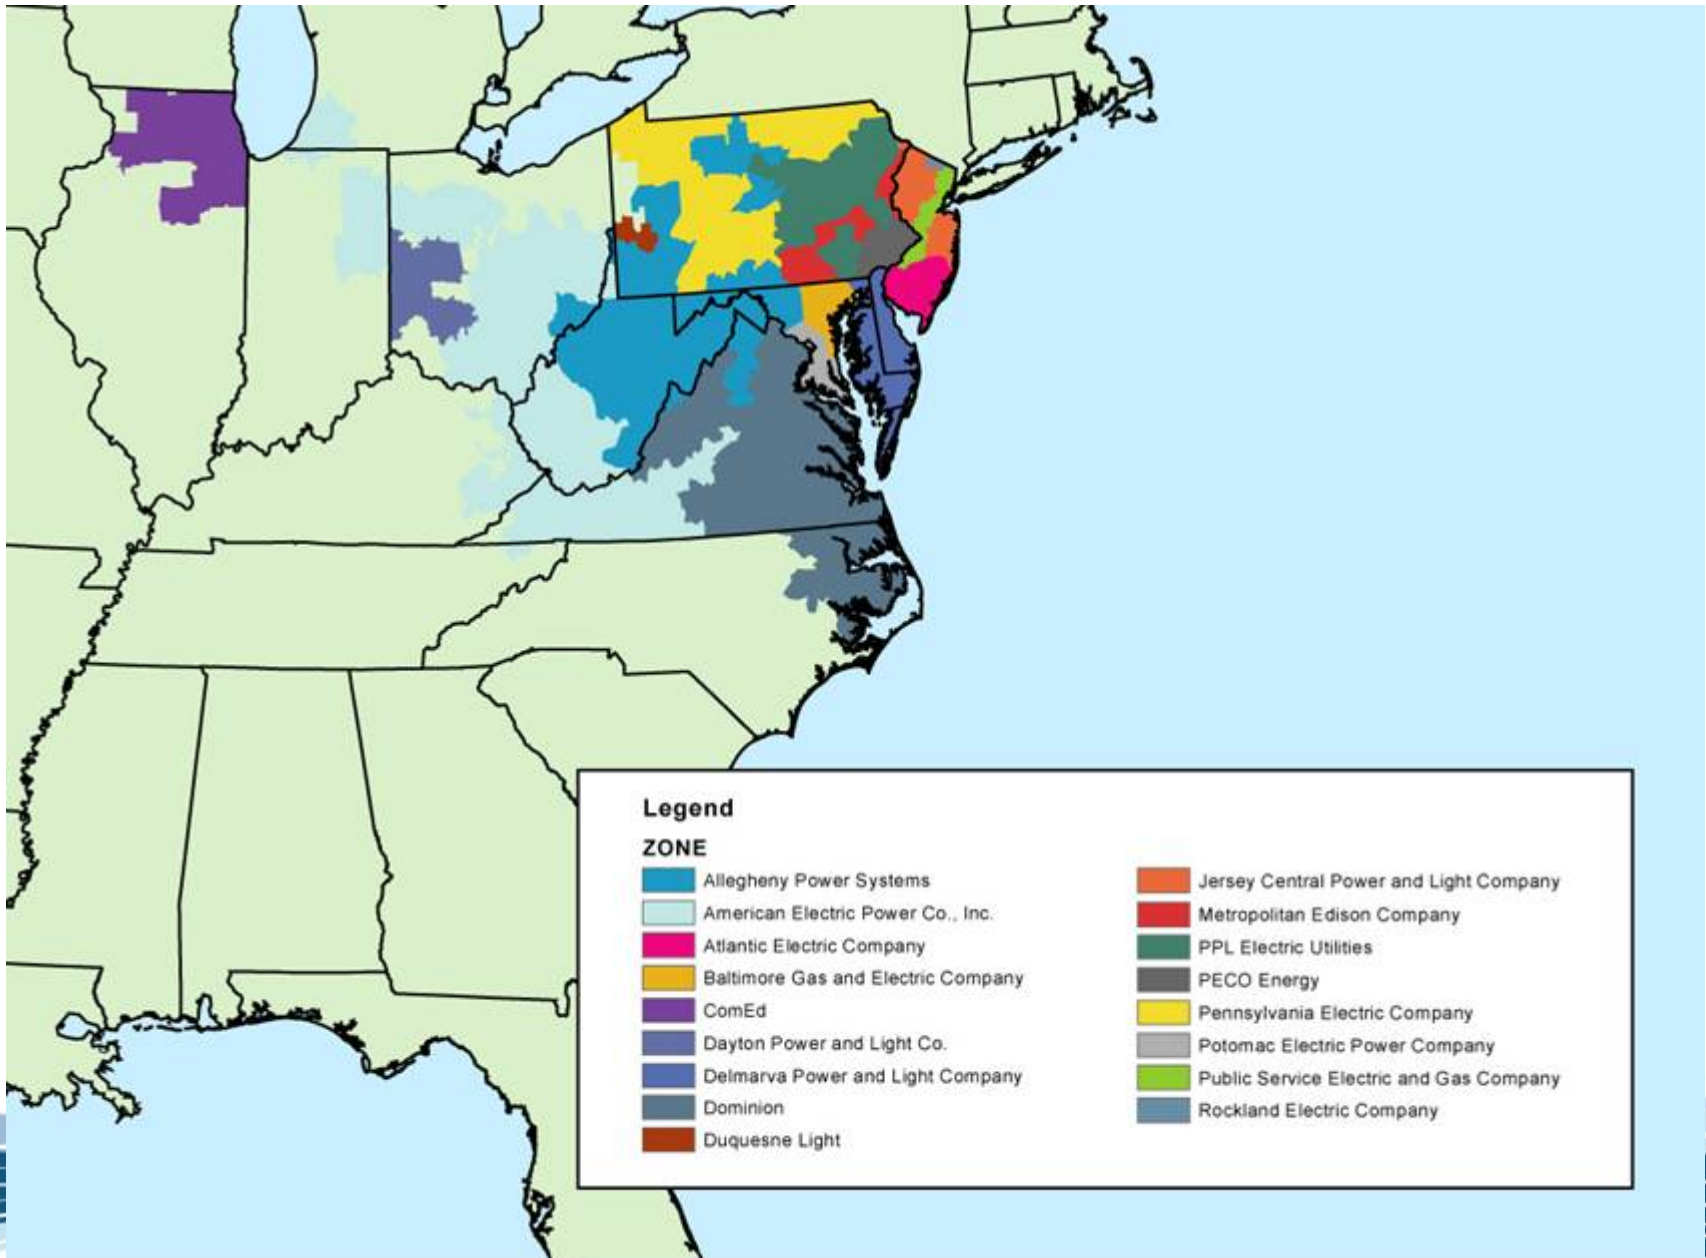 Legend
ZONE
Allegheny Power Systems
American Electric Power Co., Inc.
Atlantic Electric Company
Baltimore Gas and Electric Company
ComEd
Dayton Power and Light Co.
Delmarva Power and Light Company
Dominion
Duquesne Light
Jersey Central Power and Light Company
Metropolitan Edison Company
PPL Electric Utilities
PECO Energy
Pennsylvania Electric Company
Potomac Electric Power Company
Public Service Electric and Gas Company
Rockland Electric Company